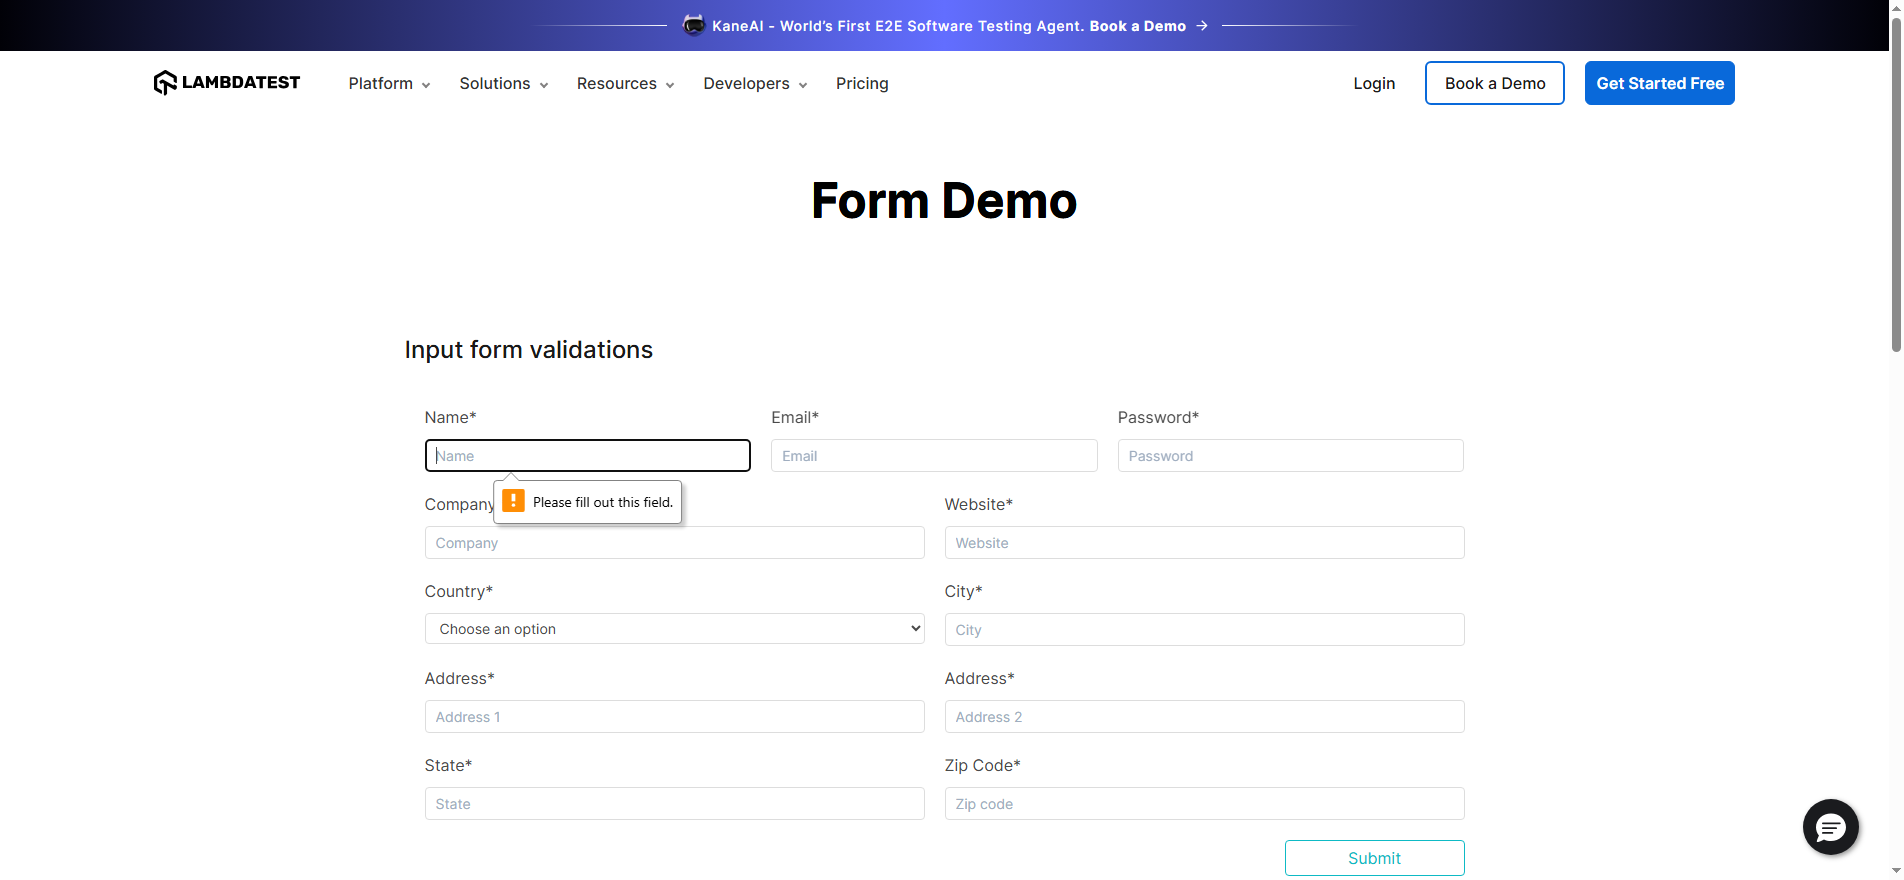 KaneAI - World's First E2E Software Testing Agent. Book a Demo →
LAMBDATEST Platform Solutions Resources Developers Pricing Login Book a Demo Get Started Free
Form Demo
Input form validations
Name* Email* Password*
Name Email Password
Company Please fill out this field. Website*
Company Website
Country* City*
Choose an option City
Address* Address*
Address 1 Address 2
State* Zip Code*
State Zip code
Submit